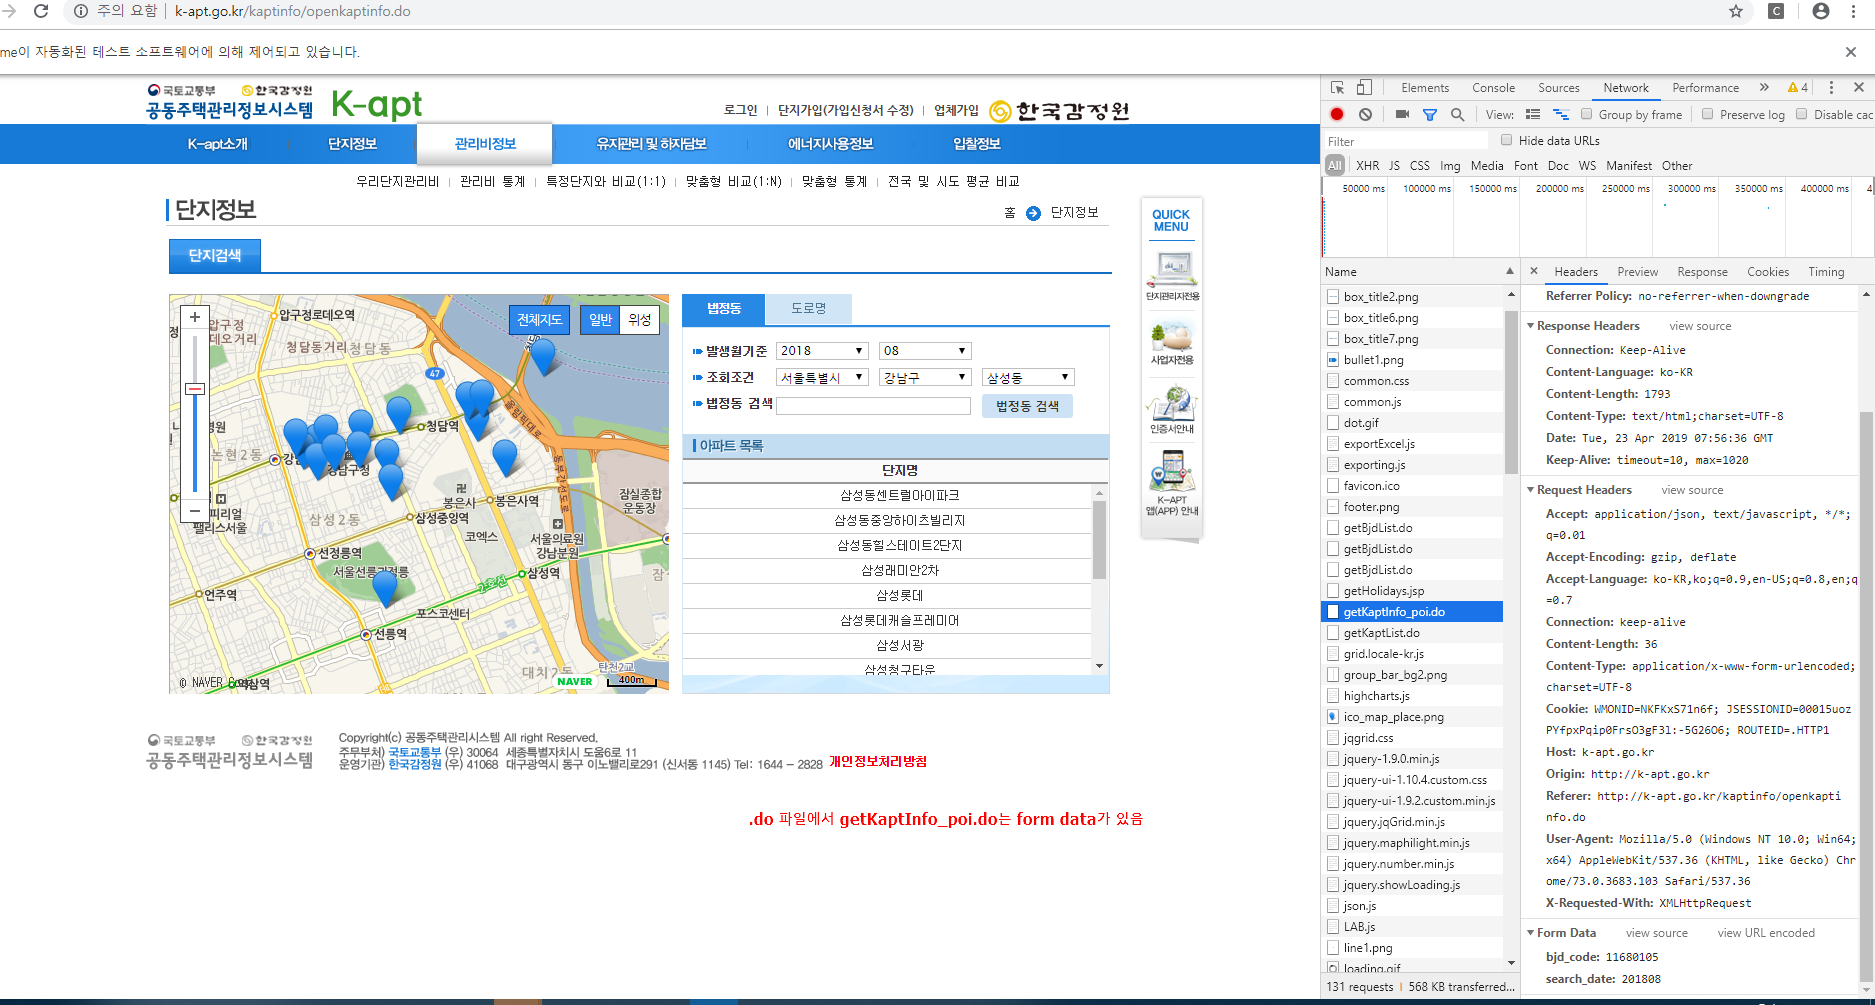 주의 요함 | k-apt.go.kr/kaptinfo/openkaptinfo.do
me이 자동화된 테스트 소프트웨어에 의해 제어되고 있습니다.
국토교통부 한국감정원
공동주택관리정보시스템 K-apt
로그인 | 단지가입(가입신청서 수정) | 업체가입 한국감정원
K-apt소개 단지정보 관리비정보 유지관리 및 하자담보 에너지사용정보 입찰정보
우리단지관리비 | 관리비 통계 | 특정단지와 비교(1:1) | 맞춤형 비교(1:N) | 맞춤형 통계 | 전국 및 시도 평균 비교
단지정보
홈 단지정보
단지검색
전체지도 일반 위성
압구정로데오역
압구정
데오거리
청담동거리
청담동
47
올림픽대로
청담역
논현2동
강남구청
동부간선도로
봉은사
봉은사역
잠실종합
운동장
피리얼
팰리스서울
삼성2동
삼성중앙역
코엑스
서울의료원
강남분원
선정릉역
서울선릉과정릉
2호선
삼성역
언주역
포스코센터
선릉역
대치2동
탄천2교
역삼역
© NAVER Corp.
NAVER
400m
법정동 도로명
발생월기준 2018 08
조회조건 서울특별시 강남구 삼성동
법정동 검색 법정동 검색
아파트 목록
단지명
삼성동센트럴아이파크
삼성동중앙하이츠빌리지
삼성동힐스테이트2단지
삼성래미안2차
삼성롯데
삼성롯데캐슬프레미어
삼성서광
삼성청구타운
QUICK
MENU
단지관리자전용
사업자전용
인증서안내
K-APT
앱(APP) 안내
국토교통부 한국감정원
공동주택관리정보시스템
Copyright(c) 공동주택관리시스템 All right Reserved.
주무부처) 국토교통부 (우) 30064 세종특별자치시 도움6로 11
운영기관) 한국감정원 (우) 41068 대구광역시 동구 이노밸리로291 (신서동 1145) Tel: 1644 - 2828 개인정보처리방침
.do 파일에서 getKaptInfo_poi.do는 form data가 있음
Elements Console Sources Network Performance » 4
View: Group by frame Preserve log Disable cac
Filter Hide data URLs
All XHR JS CSS Img Media Font Doc WS Manifest Other
50000 ms 100000 ms 150000 ms 200000 ms 250000 ms 300000 ms 350000 ms 400000 ms 4
Name
box_title2.png
box_title6.png
box_title7.png
bullet1.png
common.css
common.js
dot.gif
exportExcel.js
exporting.js
favicon.ico
footer.png
getBjdList.do
getBjdList.do
getBjdList.do
getHolidays.jsp
getKaptInfo_poi.do
getKaptList.do
grid.locale-kr.js
group_bar_bg2.png
highcharts.js
ico_map_place.png
jqgrid.css
jquery-1.9.0.min.js
jquery-ui-1.10.4.custom.css
jquery-ui-1.9.2.custom.min.js
jquery.jqGrid.min.js
jquery.maphilight.min.js
jquery.number.min.js
jquery.showLoading.js
json.js
LAB.js
line1.png
loading.gif
131 requests | 568 KB transferred...
Headers Preview Response Cookies Timing
Referrer Policy: no-referrer-when-downgrade
Response Headers view source
Connection: Keep-Alive
Content-Language: ko-KR
Content-Length: 1793
Content-Type: text/html;charset=UTF-8
Date: Tue, 23 Apr 2019 07:56:36 GMT
Keep-Alive: timeout=10, max=1020
Request Headers view source
Accept: application/json, text/javascript, */*;
q=0.01
Accept-Encoding: gzip, deflate
Accept-Language: ko-KR,ko;q=0.9,en-US;q=0.8,en;q
=0.7
Connection: keep-alive
Content-Length: 36
Content-Type: application/x-www-form-urlencoded;
charset=UTF-8
Cookie: WMONID=NKFKxS71n6f; JSESSIONID=00015uoz
PYfpxPqip0FrsO3gF3l:-5G26O6; ROUTEID=.HTTP1
Host: k-apt.go.kr
Origin: http://k-apt.go.kr
Referer: http://k-apt.go.kr/kaptinfo/openkapti
nfo.do
User-Agent: Mozilla/5.0 (Windows NT 10.0; Win64;
x64) AppleWebKit/537.36 (KHTML, like Gecko) Chr
ome/73.0.3683.103 Safari/537.36
X-Requested-With: XMLHttpRequest
Form Data view source view URL encoded
bjd_code: 11680105
search_date: 201808